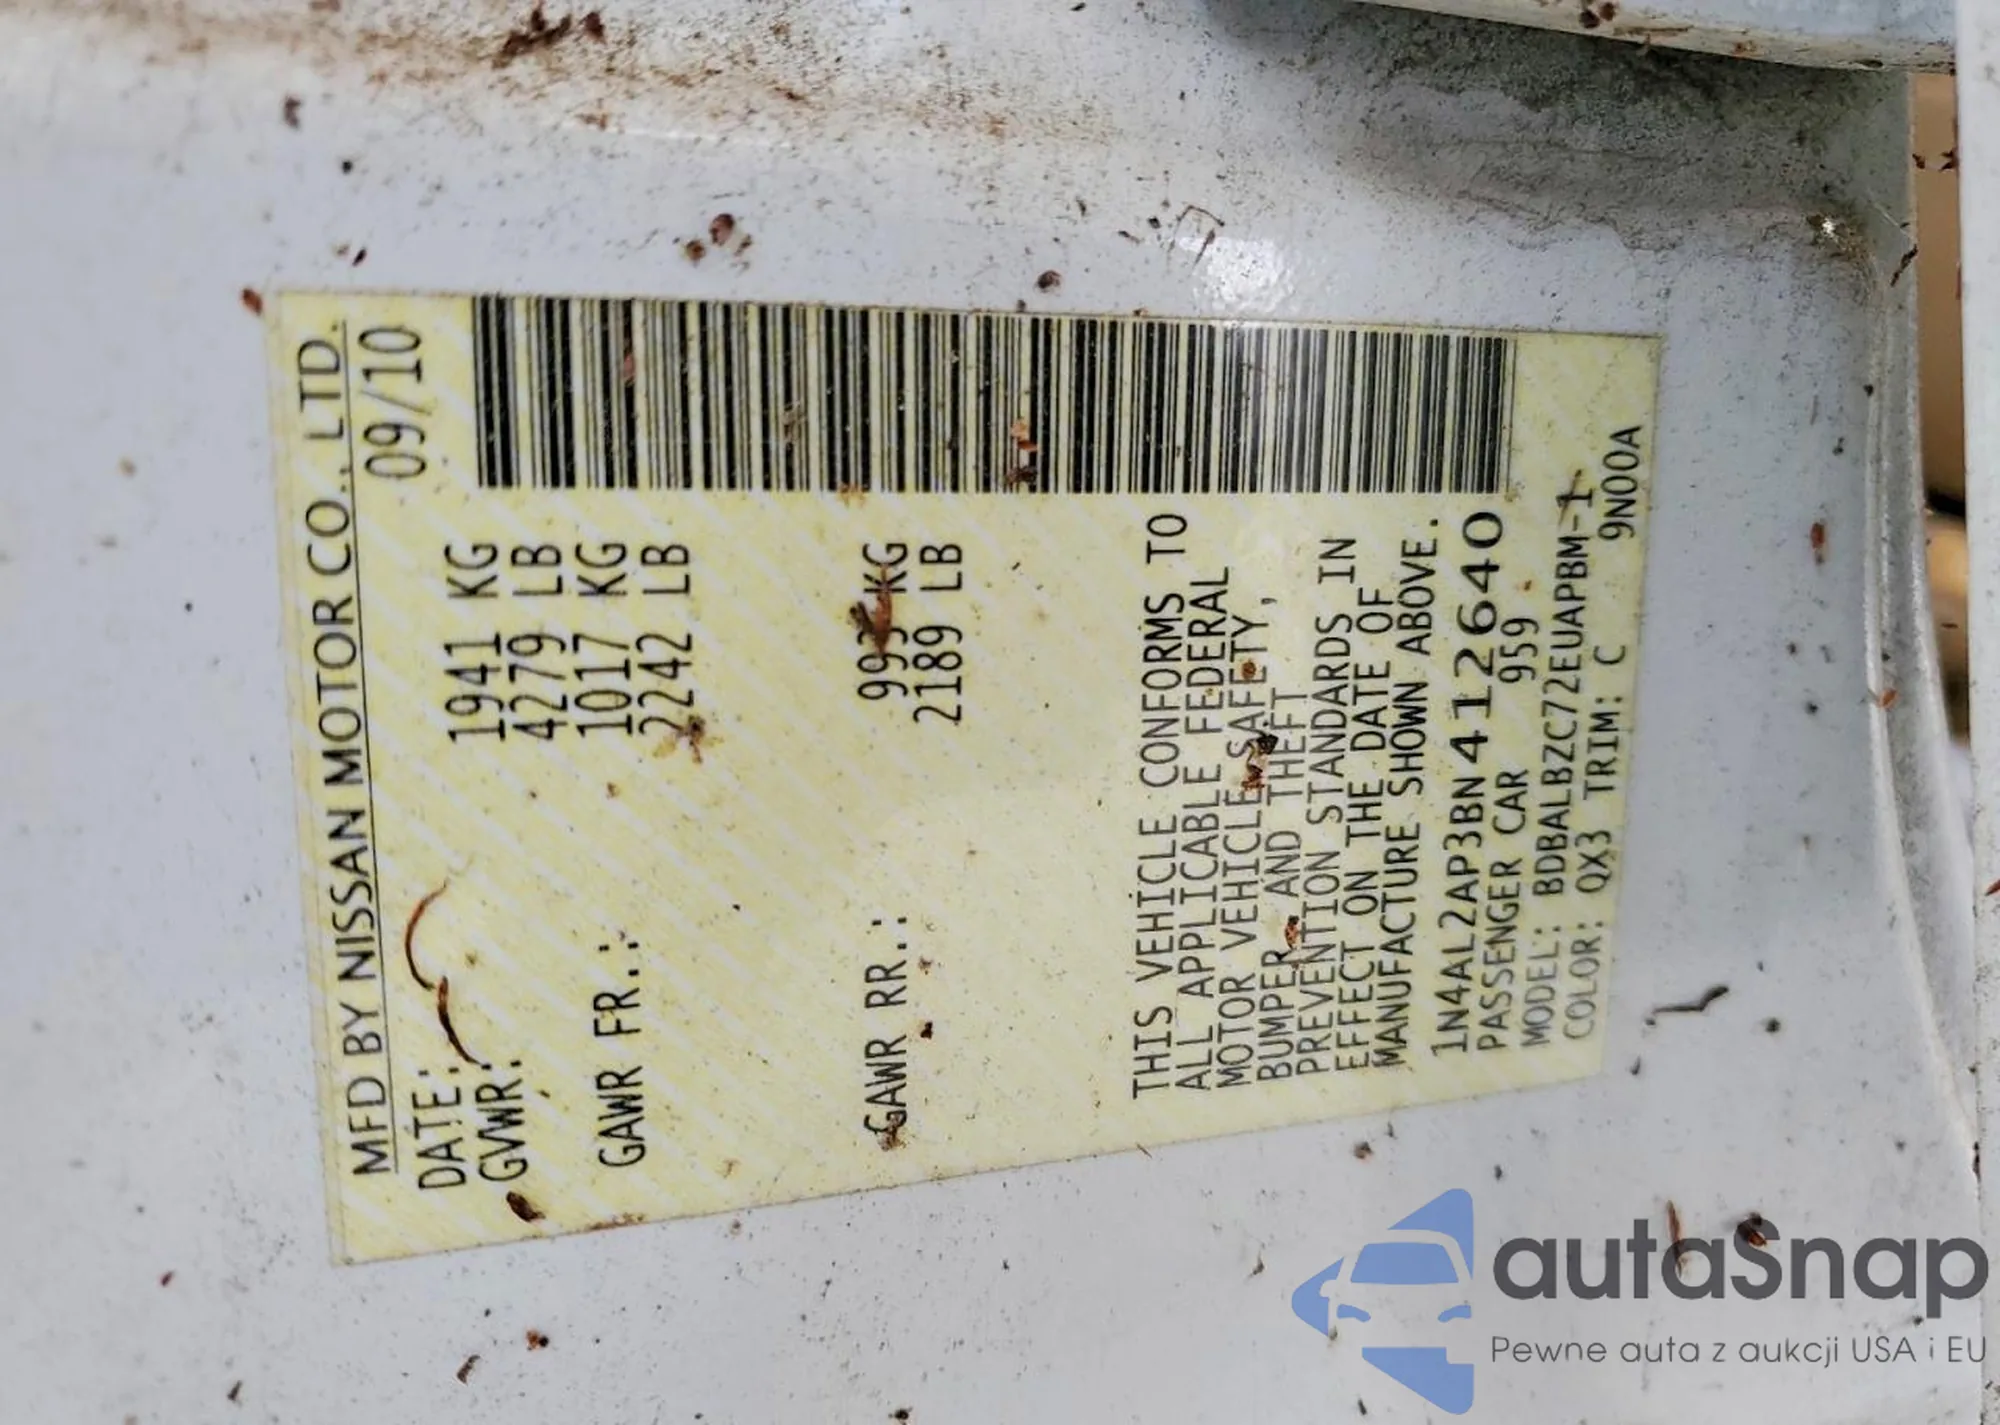 MFD BY NISSAN MOTOR CO., LTD.
DATE: 09/10
GVWR: 1941 KG
4279 LB
GAWR FR.: 1017 KG
2242 LB
GAWR RR.: 993 KG
2189 LB
THIS VEHICLE CONFORMS TO
ALL APPLICABLE FEDERAL
MOTOR VEHICLE SAFETY,
BUMPER AND THEFT
PREVENTION STANDARDS IN
EFFECT ON THE DATE OF
MANUFACTURE SHOWN ABOVE.
1N4AL2AP3BN412640
PASSENGER CAR 959
MODEL: BDBALBZC72EUAPBM-1
COLOR: QX3 TRIM: C 9N00A
autaSnap
Pewne auta z aukcji USA i EU